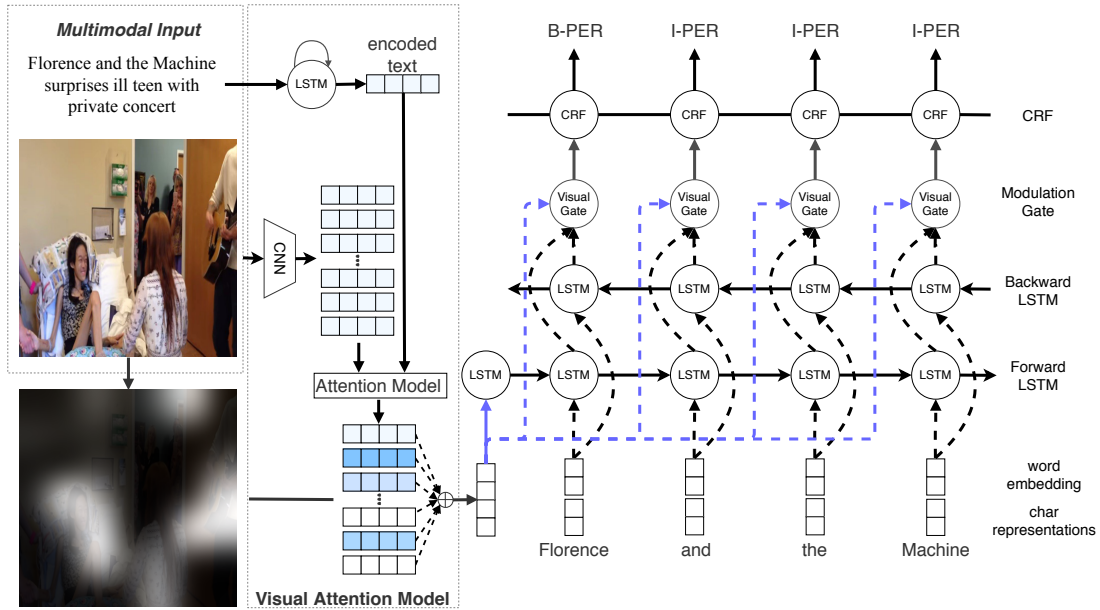 Multimodal Input
Florence and the Machine
surprises ill teen with
private concert
LSTM
encoded
text
CNN
Attention Model
Visual Attention Model
B-PER I-PER I-PER I-PER
CRF CRF CRF CRF CRF
Visual Gate Visual Gate Visual Gate Visual Gate Modulation Gate
LSTM LSTM LSTM LSTM Backward LSTM
LSTM LSTM LSTM LSTM LSTM Forward LSTM
word
embedding
char
representations
Florence and the Machine